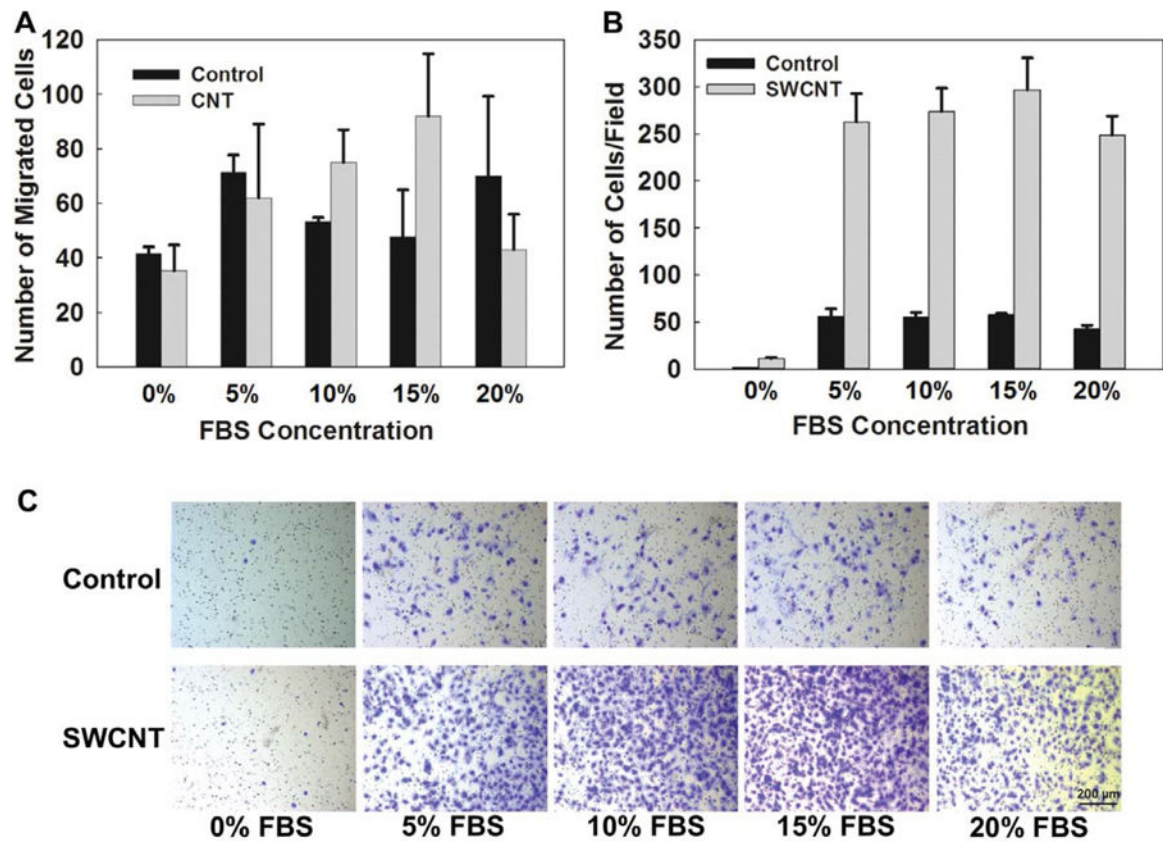 A
Number of Migrated Cells
120
100
80
60
40
20
0
Control
CNT
0% 5% 10% 15% 20%
FBS Concentration
B
Number of Cells/Field
350
300
250
200
150
100
50
0
Control
SWCNT
0% 5% 10% 15% 20%
FBS Concentration
C
Control
SWCNT
200 µm
0% FBS 5% FBS 10% FBS 15% FBS 20% FBS